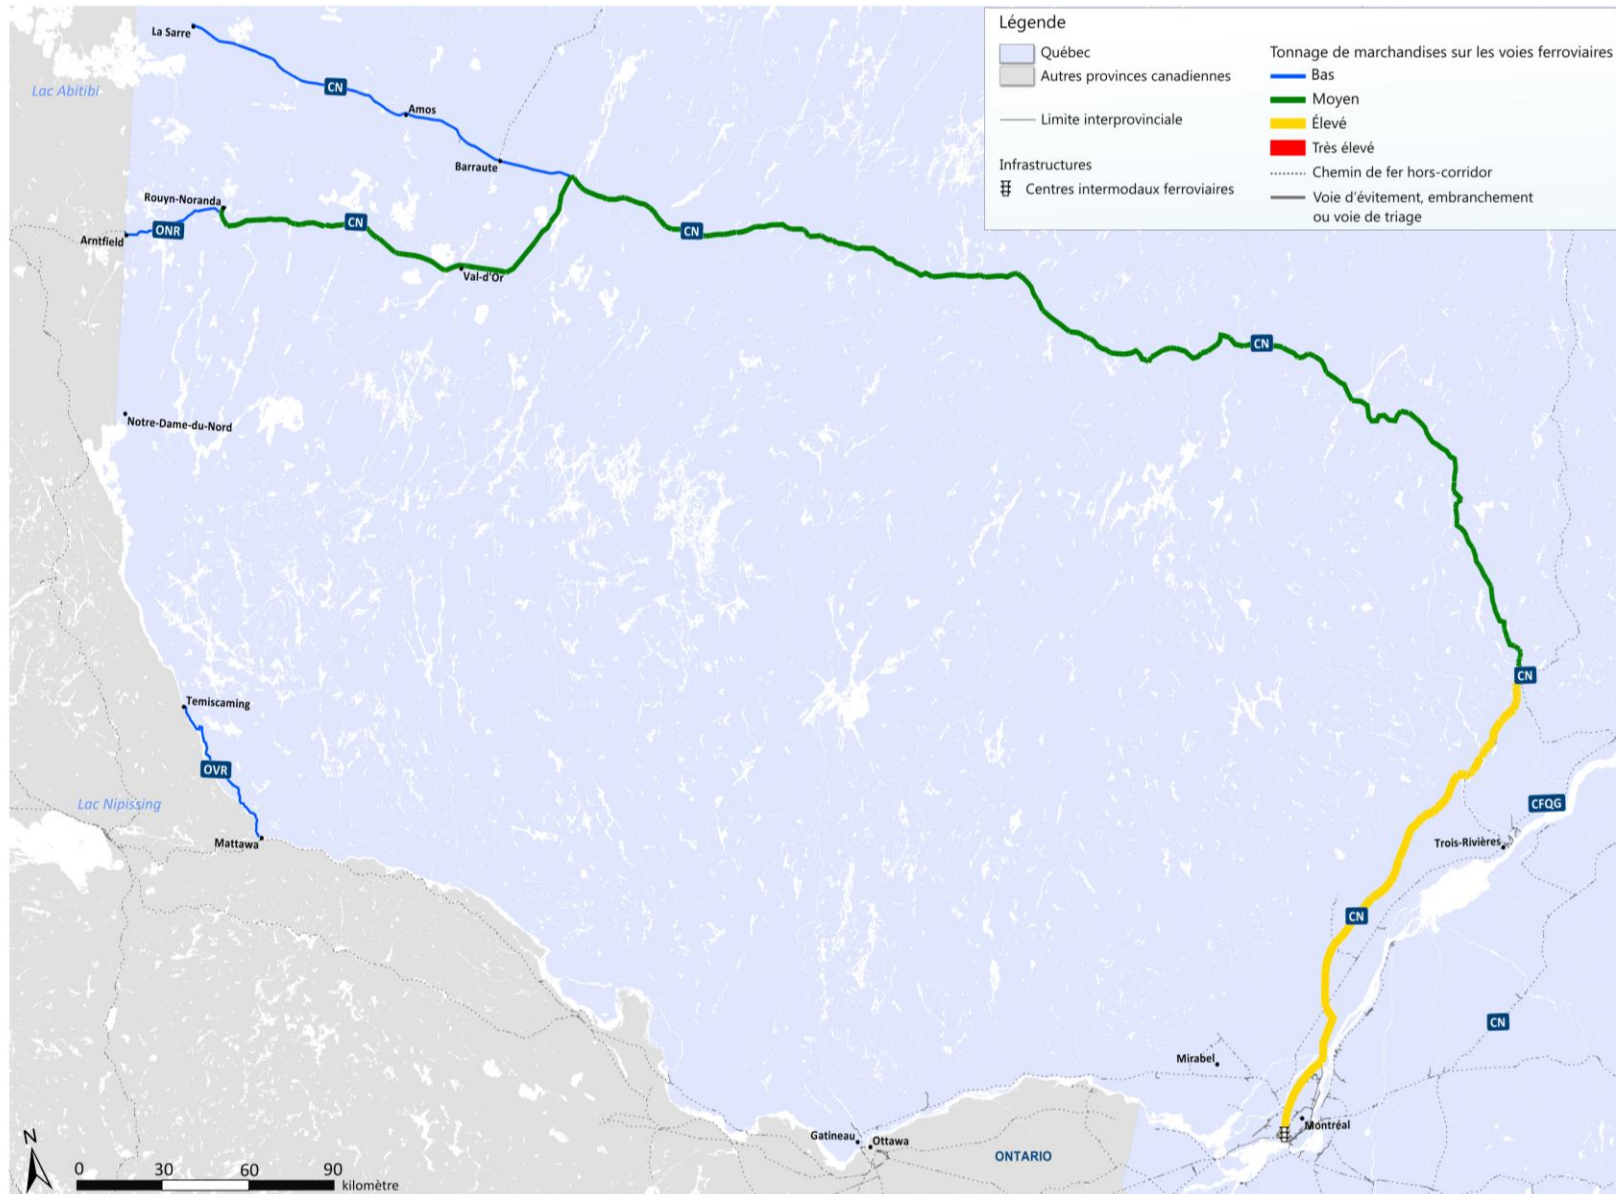 Légende
Québec
Autres provinces canadiennes
Limite interprovinciale
Infrastructures
Centres intermodaux ferroviaires
Tonnage de marchandises sur les voies ferroviaires
Bas
Moyen
Élevé
Très élevé
Chemin de fer hors-corridor
Voie d'évitement, embranchement
ou voie de triage
La Sarre
Lac Abitibi
CN
Amos
Barraute
Rouyn-Noranda
ONR
CN
CN
Arntfield
Val-d'Or
CN
Notre-Dame-du-Nord
CN
Temiscaming
OVR
Lac Nipissing
CFQG
Mattawa
Trois-Rivières
CN
CN
Mirabel
Montréal
Gatineau
Ottawa
ONTARIO
N
0 30 60 90
kilomètre